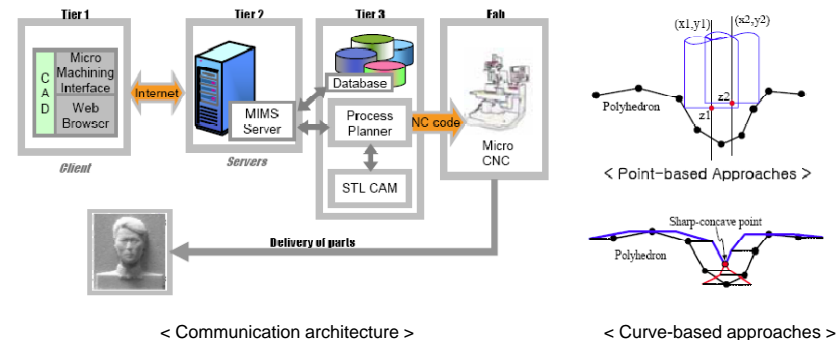 Tier 1
Tier 2
Tier 3
Fab
CAD
Micro
Machining
Interface
Web
Browser
Internet
MIMS
Server
Database
Process
Planner
STL CAM
NC code
Micro
CNC
Client
Servers
Delivery of parts
< Communication architecture >
(x1,y1)
(x2,y2)
z2
z1
Polyhedron
< Point-based Approaches >
Sharp-concave point
Polyhedron
< Curve-based approaches >